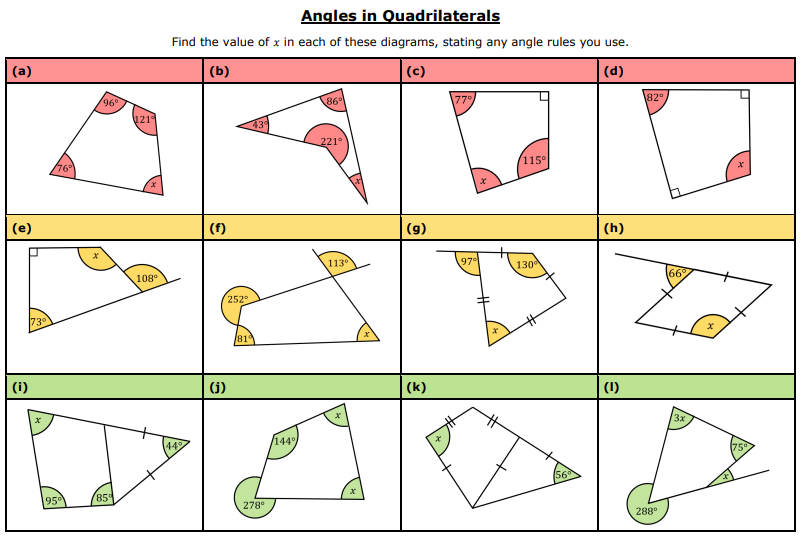 Angles in Quadrilaterals
Find the value of x in each of these diagrams, stating any angle rules you use.
(a) (b) (c) (d)
96° 121° 76° x
86° 43° 221° x
77° 115° x
82° x
(e) (f) (g) (h)
x 108° 73°
113° 252° 81° x
97° 130° x
66° x
(i) (j) (k) (l)
x 44° 95° 85°
x 144° 278° x
x 56°
3x 75° x 288°